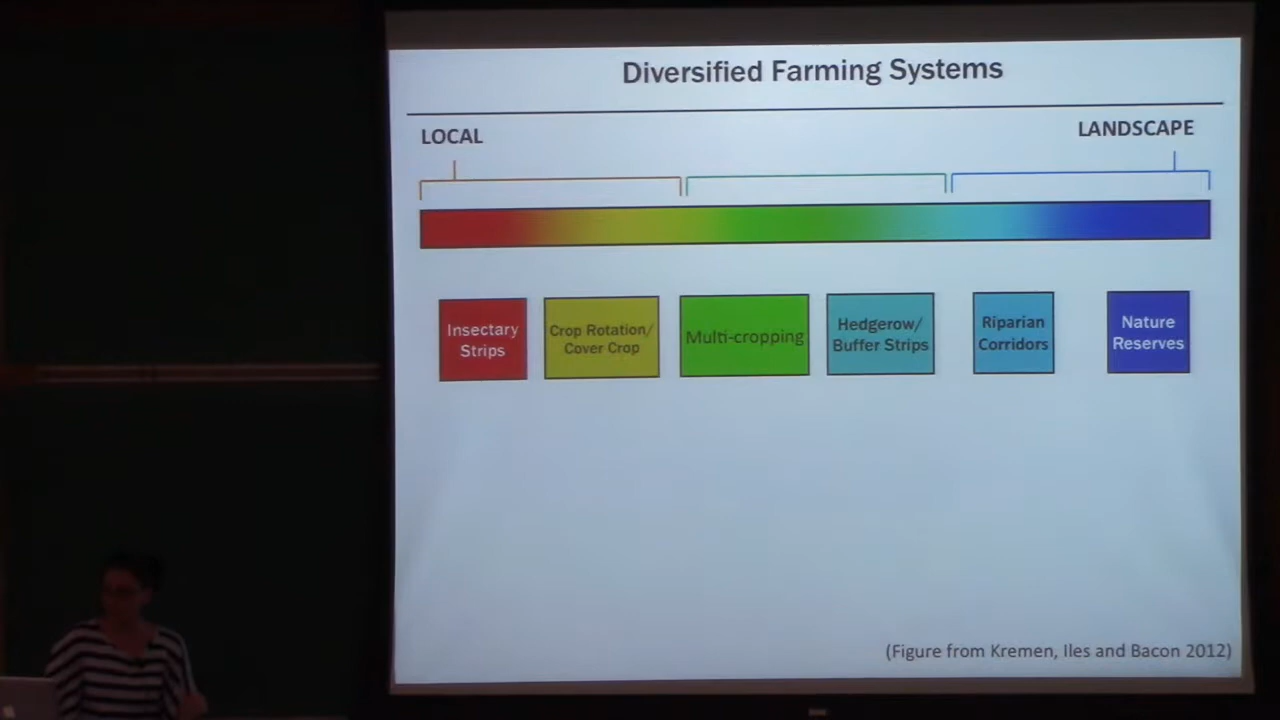 Diversified Farming Systems
LOCAL
LANDSCAPE
Insectary
Strips
Crop Rotation/
Cover Crop
Multi-cropping
Hedgerow/
Buffer Strips
Riparian
Corridors
Nature
Reserves
(Figure from Kremen, Iles and Bacon 2012)